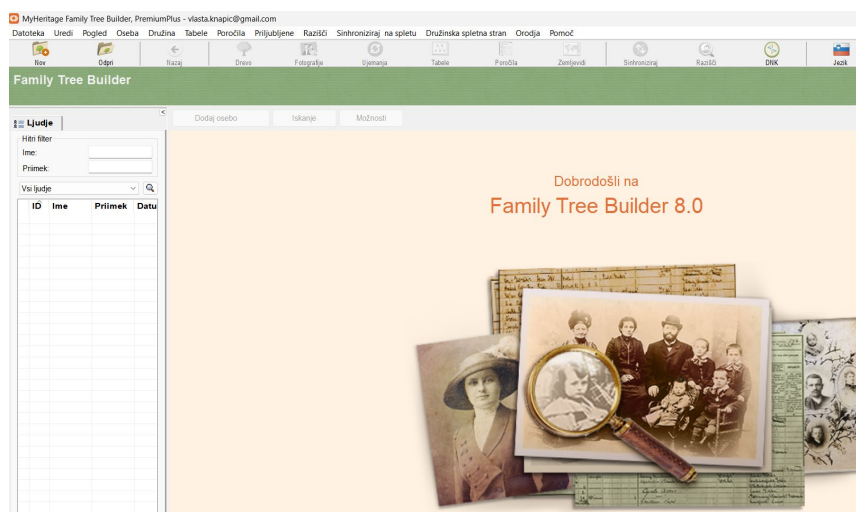 MyHeritage Family Tree Builder, PremiumPlus - vlasta.knapic@gmail.com
Datoteka Uredi Pogled Oseba Družina Tabele Poročila Priljubljene Razišči Sinhroniziraj na spletu Družinska spletna stran Orodja Pomoč
Nov Odpri Nazaj Drevo Fotografije Ujemanja Tabele Poročila Zemljevidi Sinhroniziraj Razišči DNK Jezik
Family Tree Builder
Ljudje
Dodaj osebo Iskanje Možnosti
Hitri filter
Ime:
Priimek:
Vsi ljudje
ID Ime Priimek Datu
Dobrodošli na
Family Tree Builder 8.0